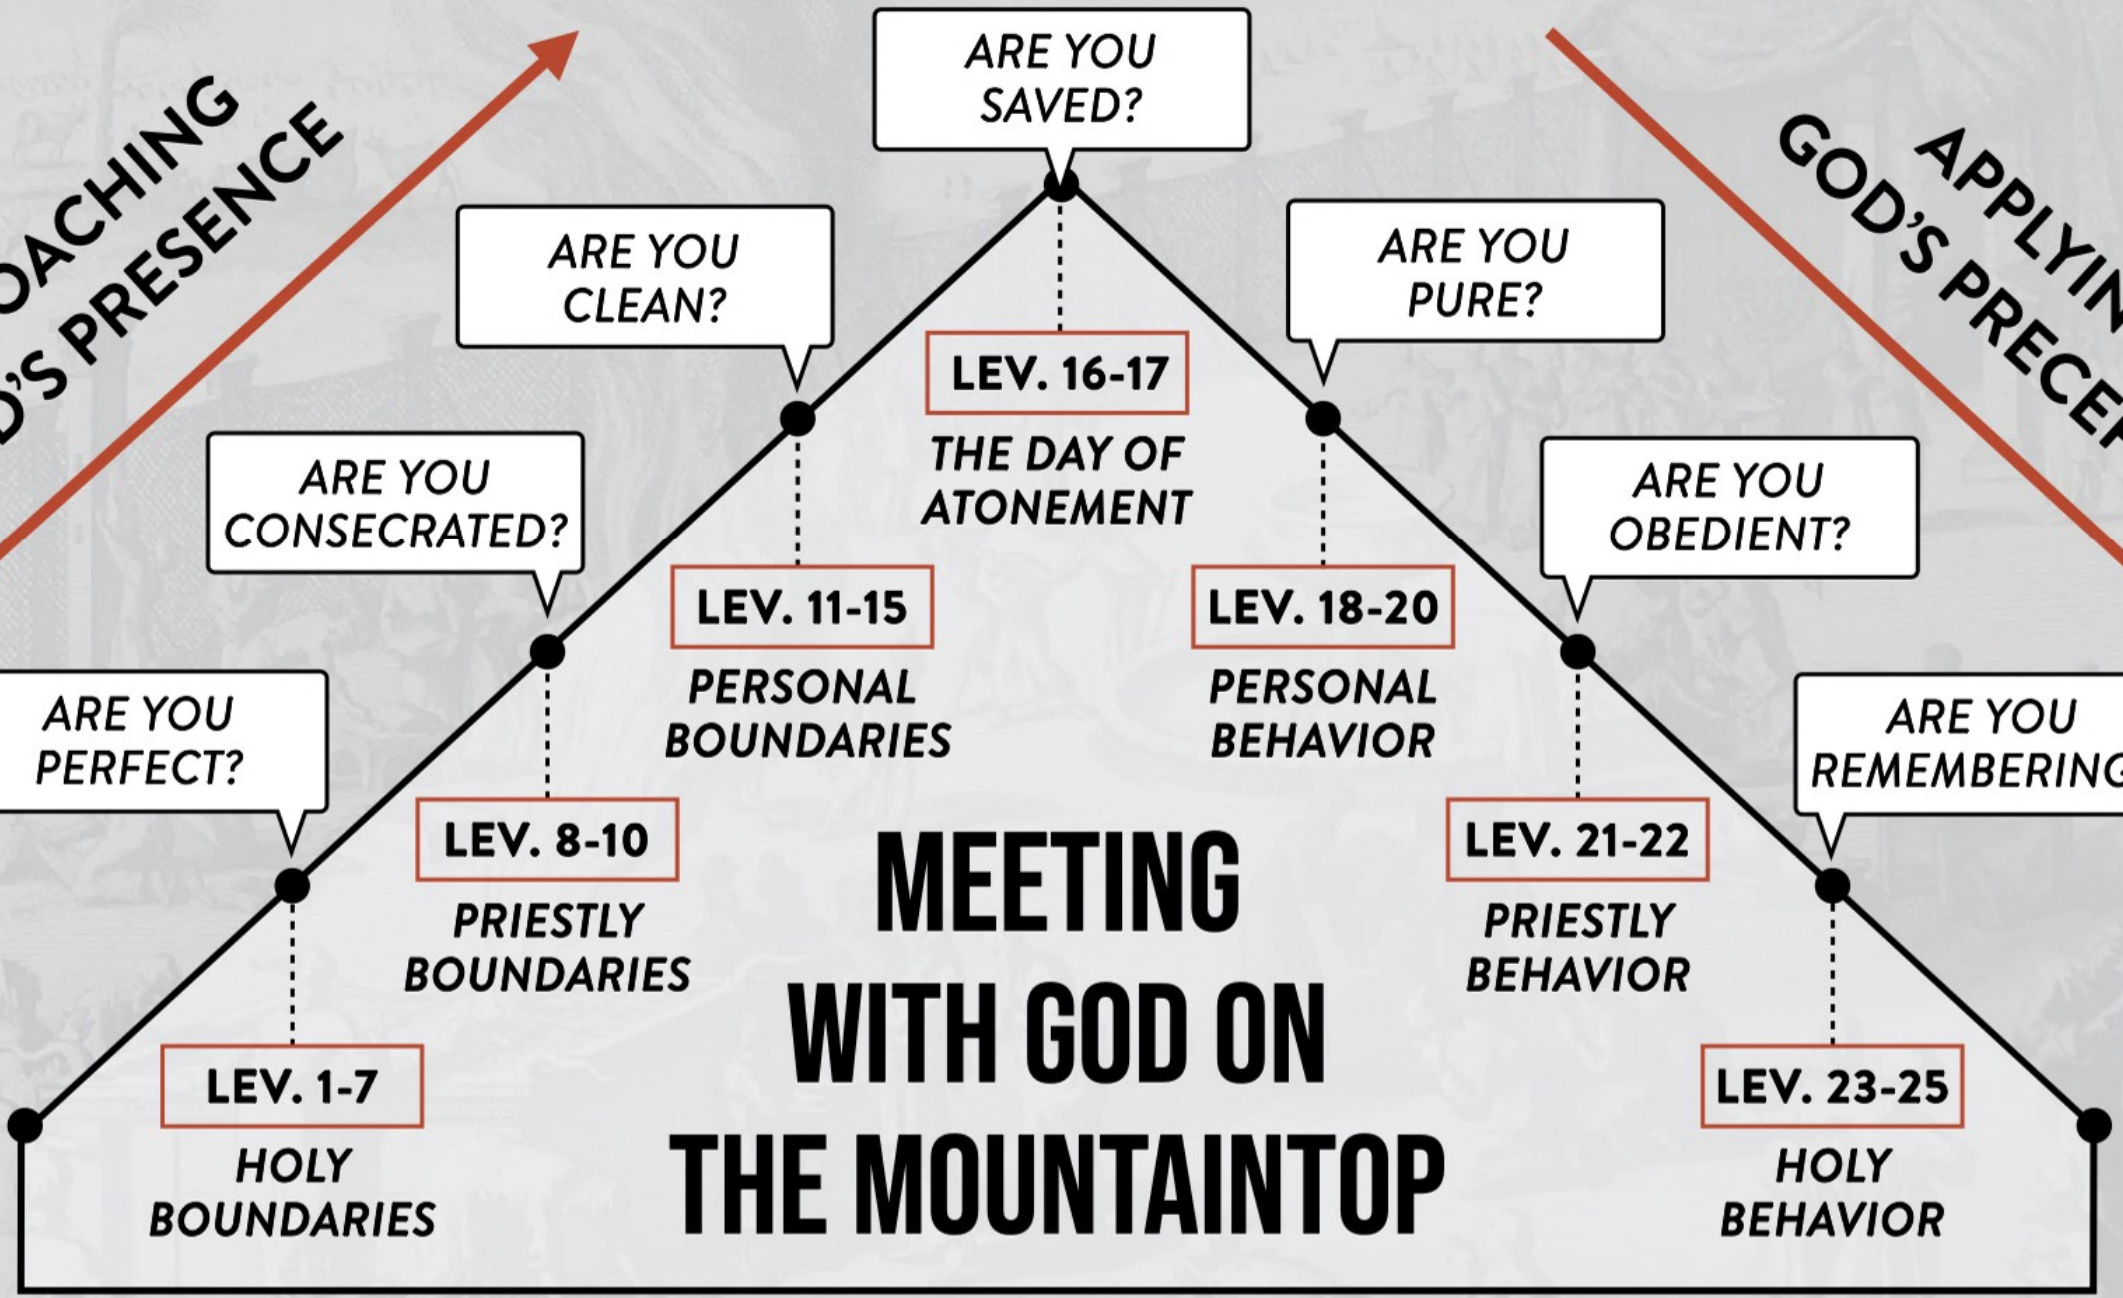 ARE YOU
SAVED?
OACHING
D'S PRESENCE
APPLYIN
GOD'S PRECEP
ARE YOU
CLEAN?
ARE YOU
PURE?
LEV. 16-17
THE DAY OF
ATONEMENT
ARE YOU
CONSECRATED?
ARE YOU
OBEDIENT?
LEV. 11-15
PERSONAL
BOUNDARIES
LEV. 18-20
PERSONAL
BEHAVIOR
ARE YOU
PERFECT?
ARE YOU
REMEMBERING
LEV. 8-10
PRIESTLY
BOUNDARIES
LEV. 21-22
PRIESTLY
BEHAVIOR
MEETING
WITH GOD ON
THE MOUNTAINTOP
LEV. 1-7
HOLY
BOUNDARIES
LEV. 23-25
HOLY
BEHAVIOR